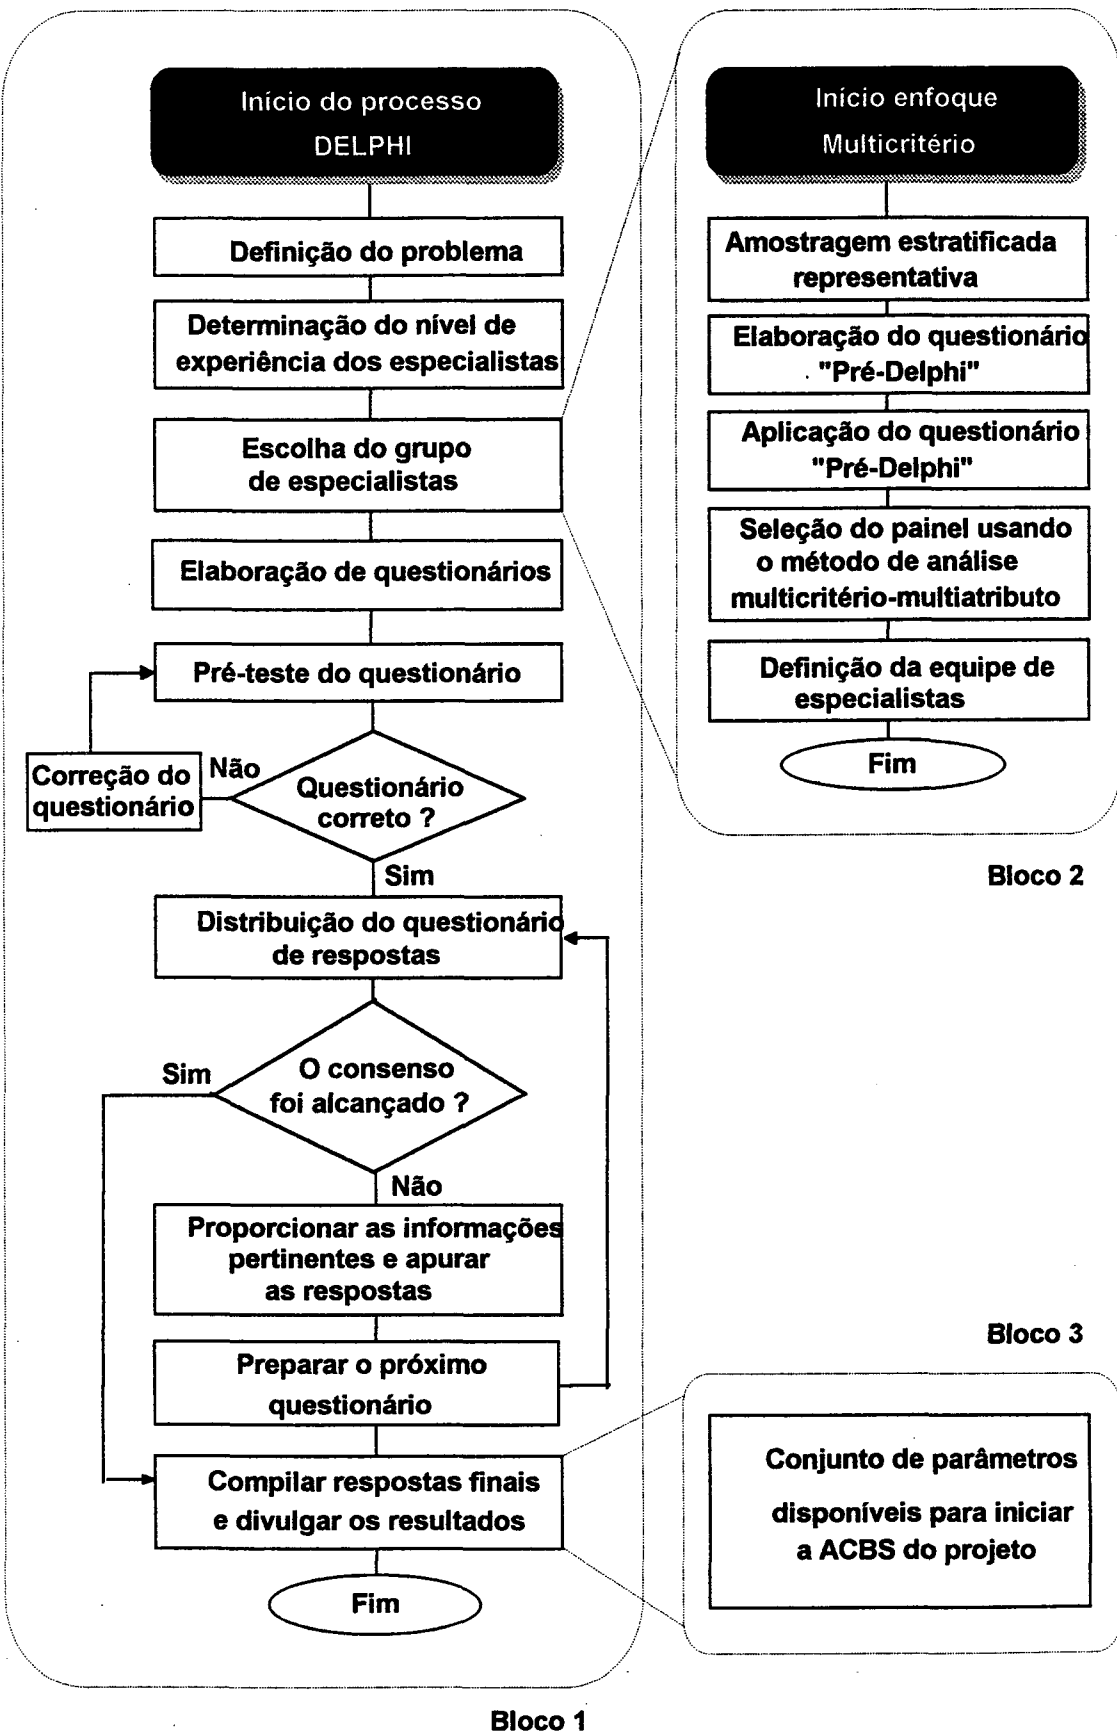 Início do processo
DELPHI
Definição do problema
Determinação do nível de
experiência dos especialistas
Escolha do grupo
de especialistas
Elaboração de questionários
Pré-teste do questionário
Correção do
questionário
Não
Questionário
correto ?
Sim
Distribuição do questionário
de respostas
Sim
O consenso
foi alcançado ?
Não
Proporcionar as informações
pertinentes e apurar
as respostas
Preparar o próximo
questionário
Compilar respostas finais
e divulgar os resultados
Fim
Bloco 1
Início enfoque
Multicritério
Amostragem estratificada
representativa
Elaboração do questionário
"Pré-Delphi"
Aplicação do questionário
"Pré-Delphi"
Seleção do painel usando
o método de análise
multicritério-multiatributo
Definição da equipe de
especialistas
Fim
Bloco 2
Bloco 3
Conjunto de parâmetros
disponíveis para iniciar
a ACBS do projeto